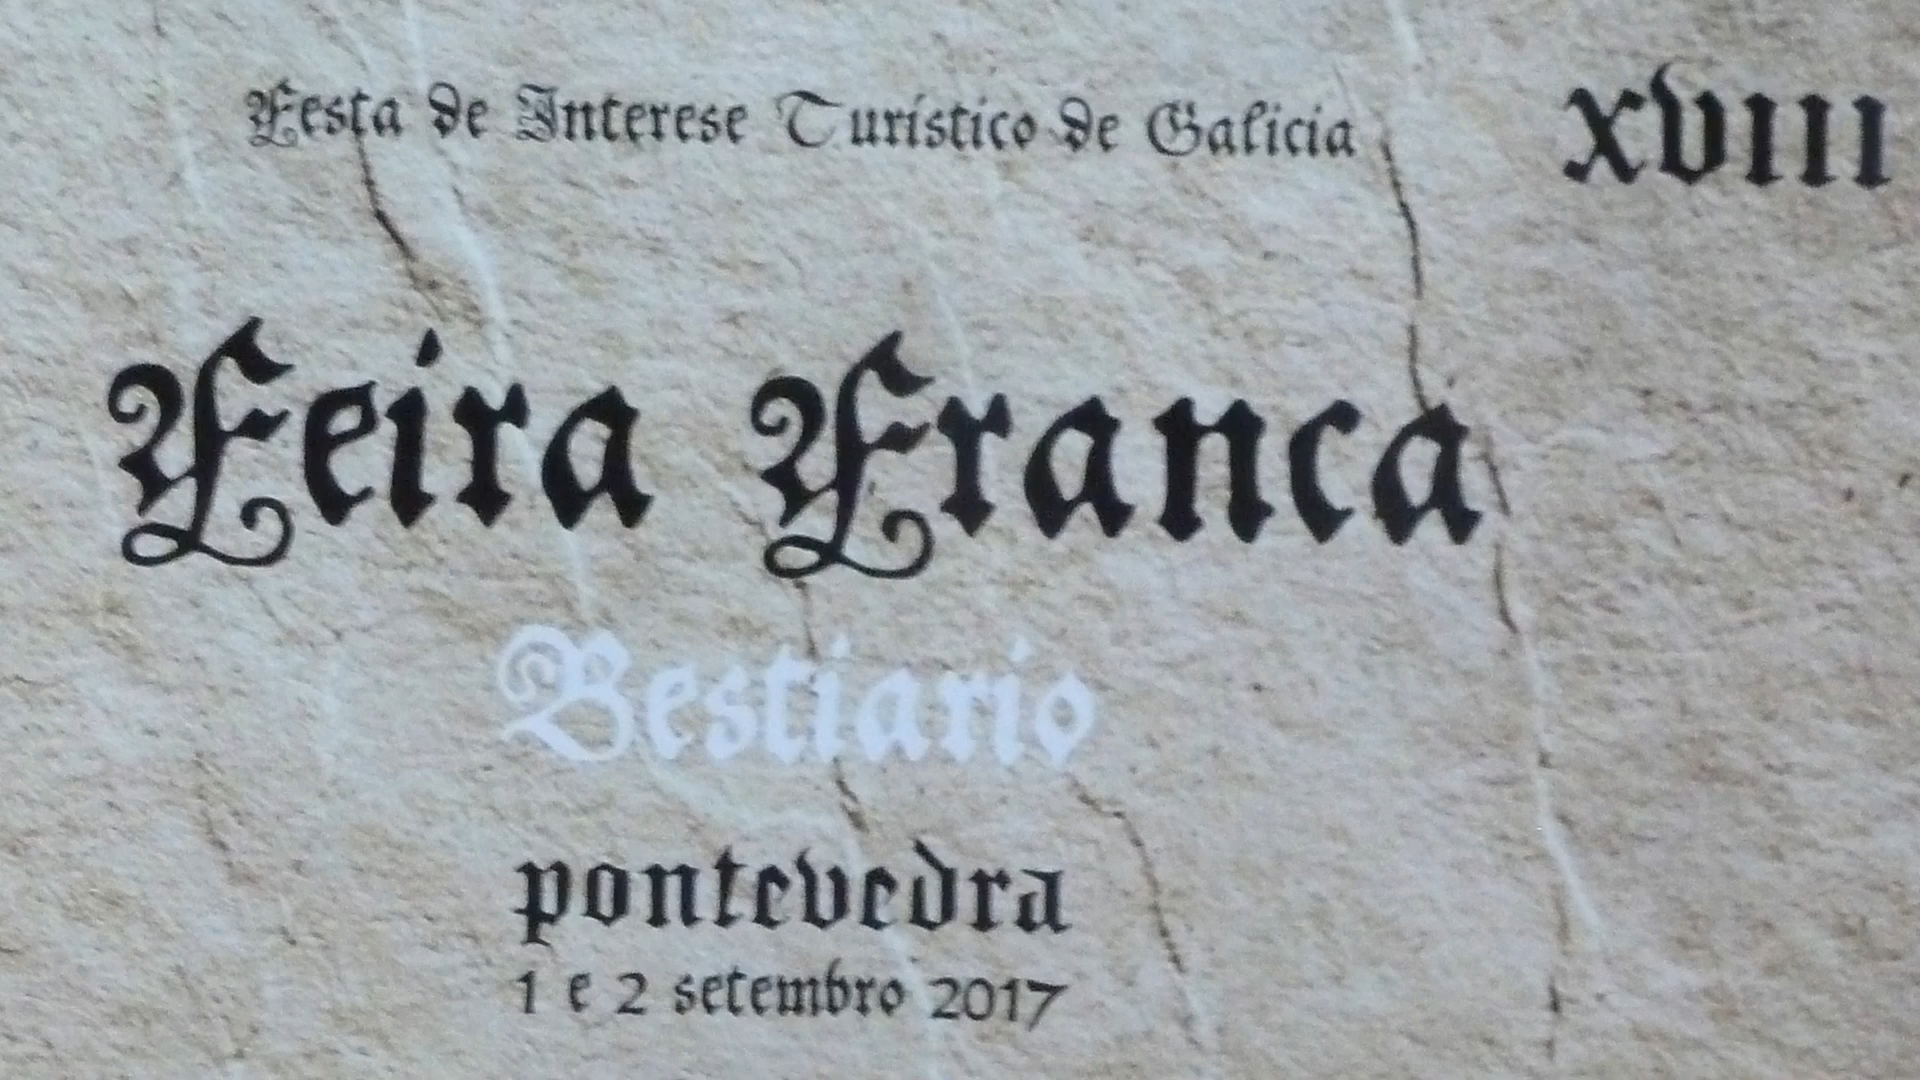 Festa de Interese Turístico de Galicia
XVIII
Feira Franca
Bestiario
pontevedra
1 e 2 setembro 2017